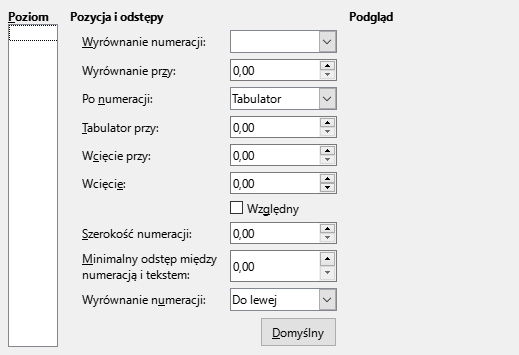 Poziom
Pozycja i odstępy
Podgląd
Wyrównanie numeracji:
Wyrównanie przy: 0,00
Po numeracji: Tabulator
Tabulator przy: 0,00
Wcięcie przy: 0,00
Wcięcie: 0,00
Względny
Szerokość numeracji: 0,00
Minimalny odstęp między
numeracją i tekstem: 0,00
Wyrównanie numeracji: Do lewej
Domyślny